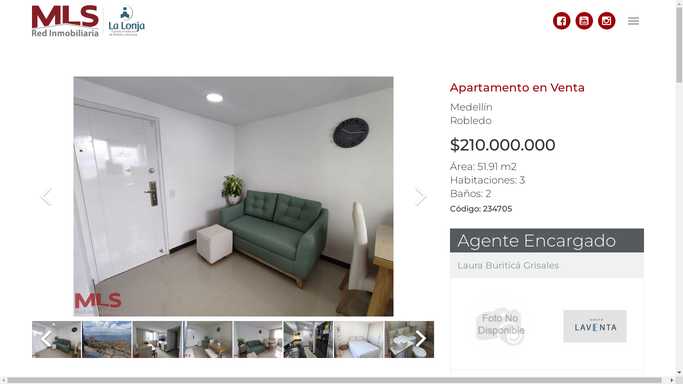 MLS
Red Inmobiliaria
La Lonja
Apartamento en Venta
Medellín
Robledo
$210.000.000
Área: 51.91 m2
Habitaciones: 3
Baños: 2
Código: 234705
Agente Encargado
Laura Buriticá Grisales
MLS
Foto No
Disponible
LAVENTA